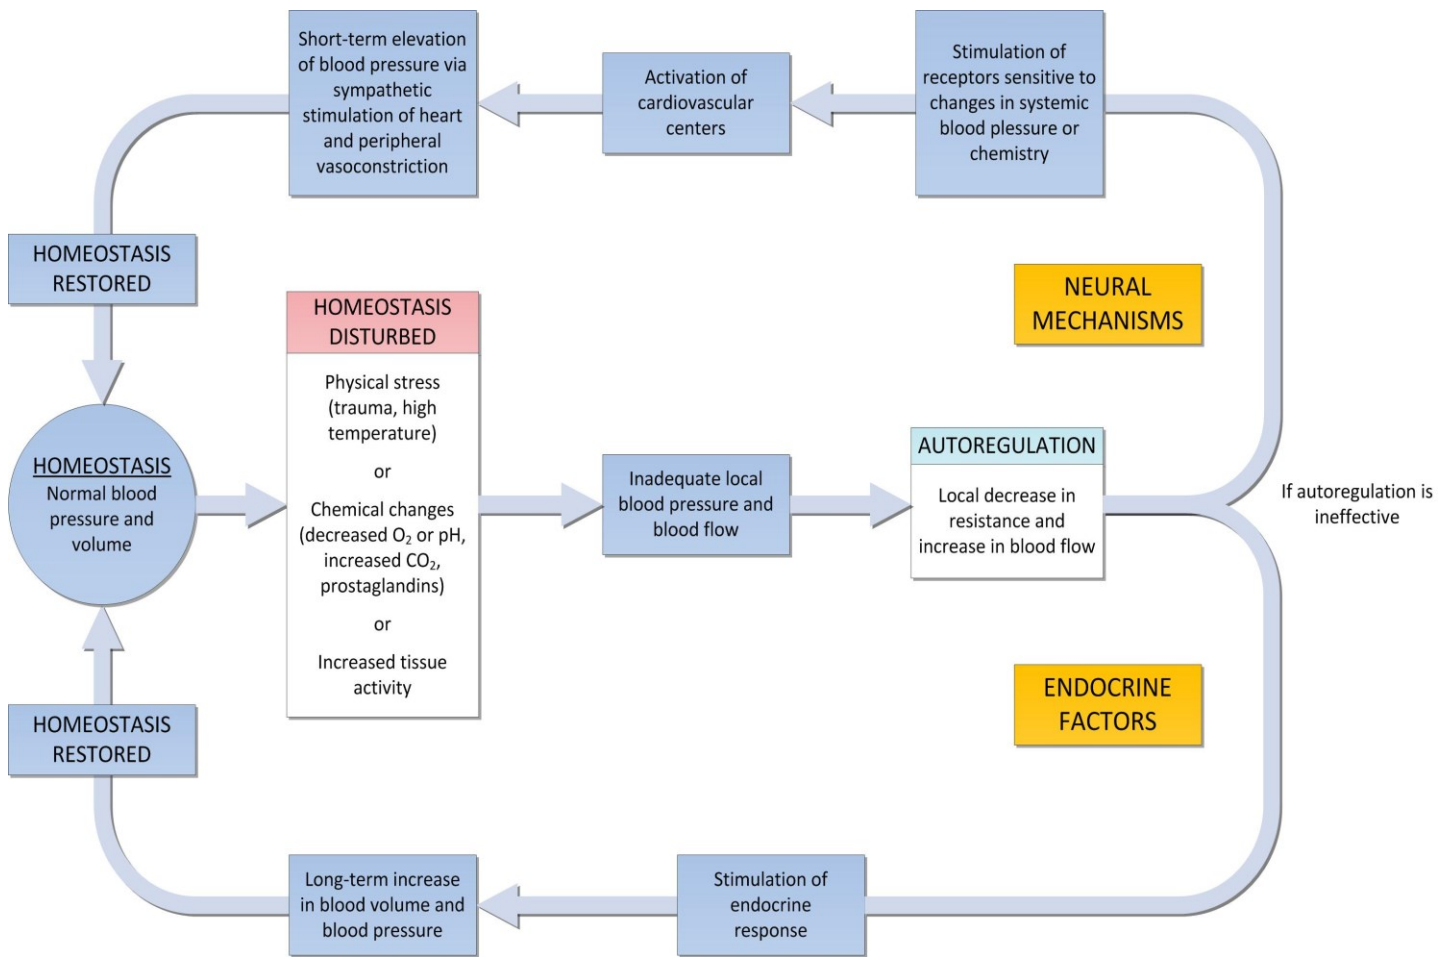 Short-term elevation
of blood pressure via
sympathetic
stimulation of heart
and peripheral
vasoconstriction
Activation of
cardiovascular
centers
Stimulation of
receptors sensitive to
changes in systemic
blood plessure or
chemistry
HOMEOSTASIS
RESTORED
HOMEOSTASIS
DISTURBED
Physical stress
(trauma, high
temperature)
or
Chemical changes
(decreased O₂ or pH,
increased CO₂,
prostaglandins)
or
Increased tissue
activity
NEURAL
MECHANISMS
HOMEOSTASIS
Normal blood
pressure and
volume
Inadequate local
blood pressure and
blood flow
AUTOREGULATION
Local decrease in
resistance and
increase in blood flow
If autoregulation is
ineffective
ENDOCRINE
FACTORS
HOMEOSTASIS
RESTORED
Long-term increase
in blood volume and
blood pressure
Stimulation of
endocrine
response